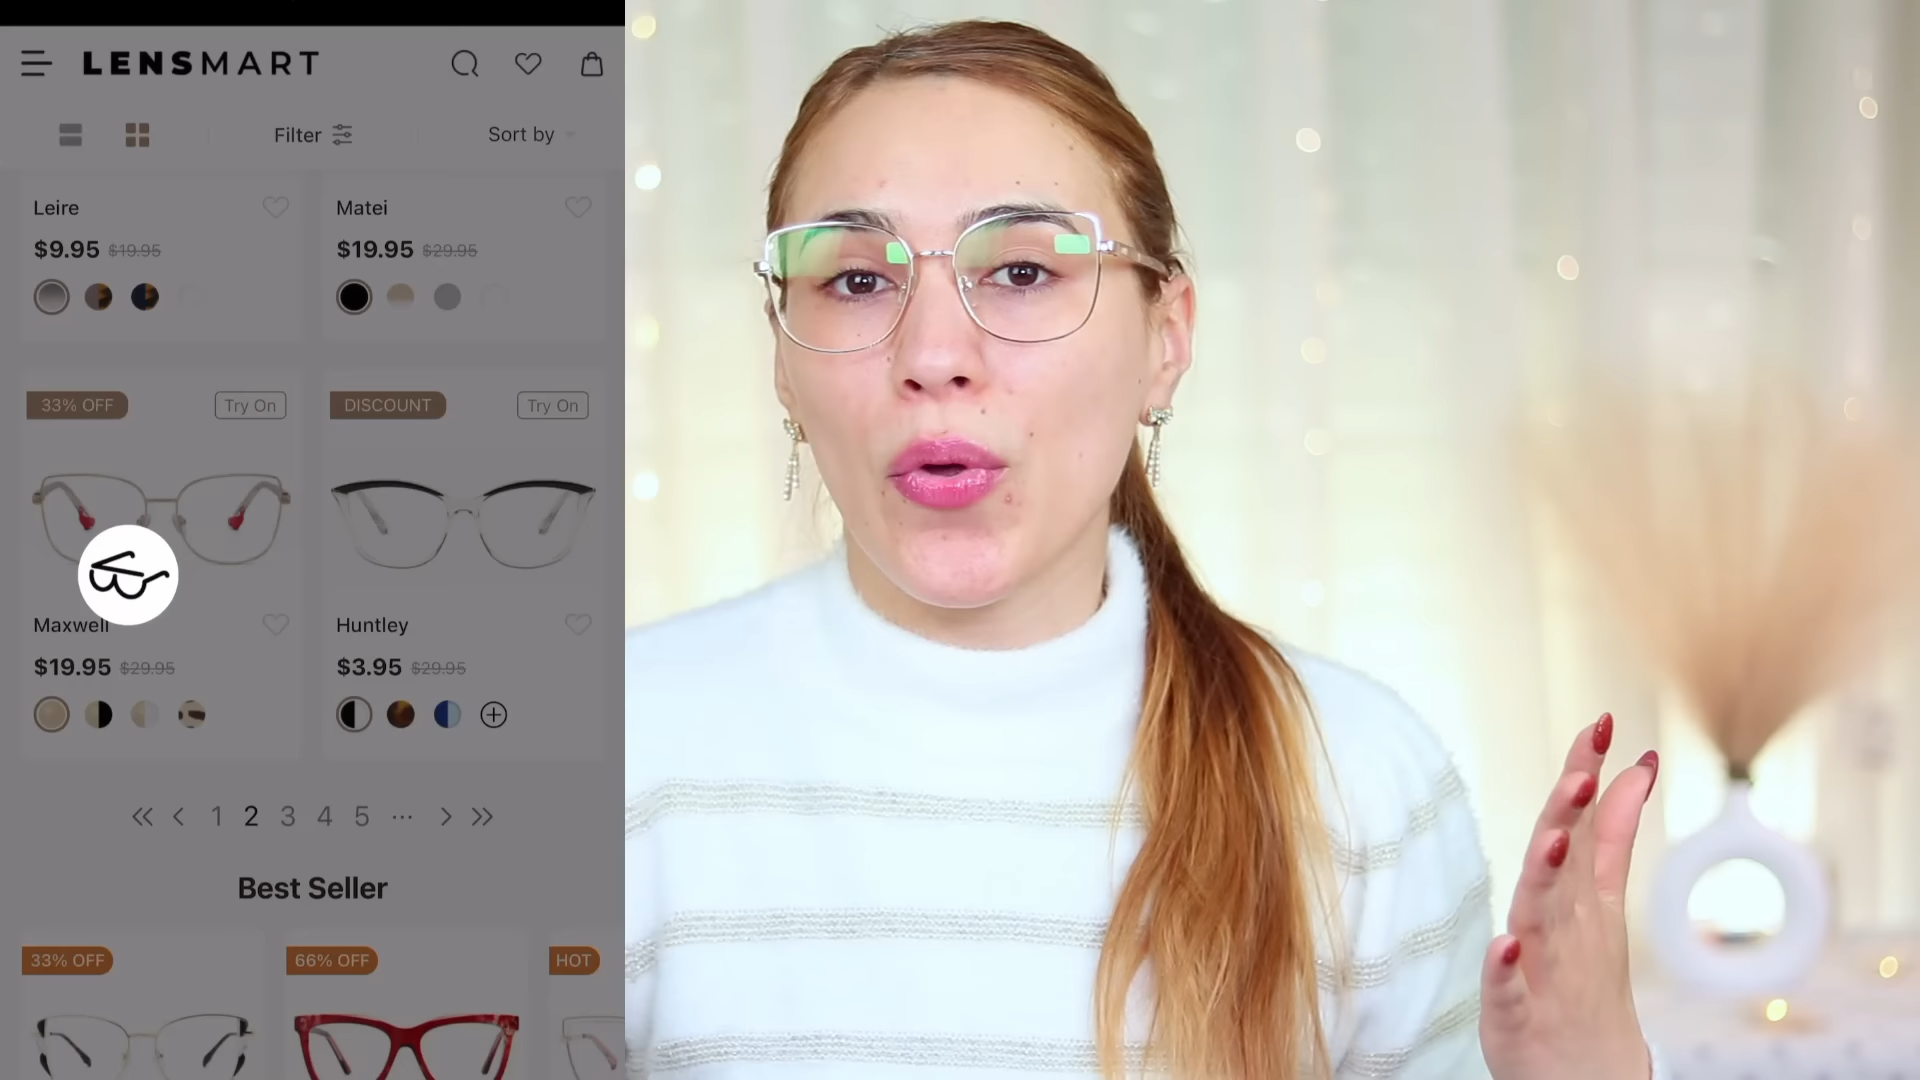 LENSMART
Filter
Sort by
Leire
Matei
$9.95 $19.95
$19.95 $29.95
33% OFF
Try On
DISCOUNT
Try On
Maxwell
Huntley
$19.95 $29.95
$3.95 $29.95
1 2 3 4 5 ...
Best Seller
33% OFF
66% OFF
HOT